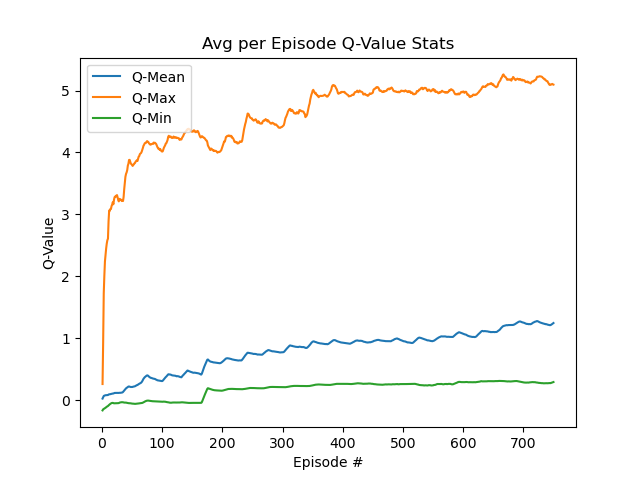 Avg per Episode Q-Value Stats
Q-Mean
Q-Max
Q-Min
Q-Value
5
4
3
2
1
0
0 100 200 300 400 500 600 700
Episode #